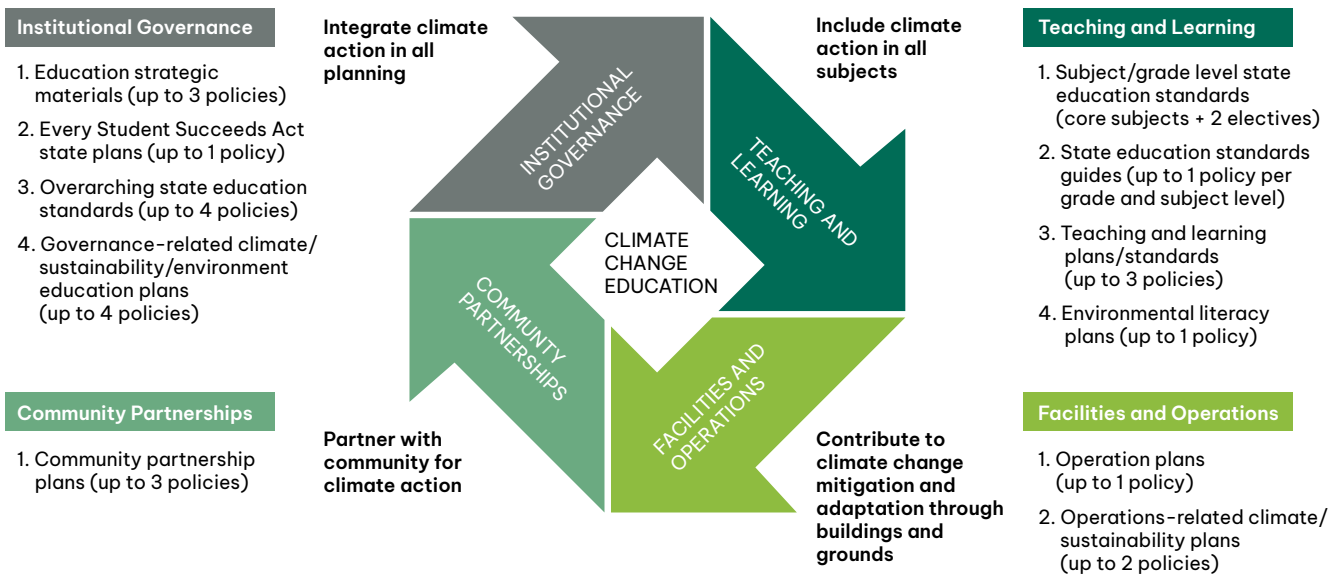 Institutional Governance
1. Education strategic
materials (up to 3 policies)
2. Every Student Succeeds Act
state plans (up to 1 policy)
3. Overarching state education
standards (up to 4 policies)
4. Governance-related climate/
sustainability/environment
education plans
(up to 4 policies)
Community Partnerships
1. Community partnership
plans (up to 3 policies)
Integrate climate
action in all
planning
Include climate
action in all
subjects
INSTITUTIONAL
GOVERNANCE
TEACHING AND
LEARNING
CLIMATE
CHANGE
EDUCATION
COMMUNTY
PARTNERSHIPS
FACILITIES AND
OPERATIONS
Partner with
community for
climate action
Contribute to
climate change
mitigation and
adaptation through
buildings and
grounds
Teaching and Learning
1. Subject/grade level state
education standards
(core subjects + 2 electives)
2. State education standards
guides (up to 1 policy per
grade and subject level)
3. Teaching and learning
plans/standards
(up to 3 policies)
4. Environmental literacy
plans (up to 1 policy)
Facilities and Operations
1. Operation plans
(up to 1 policy)
2. Operations-related climate/
sustainability plans
(up to 2 policies)